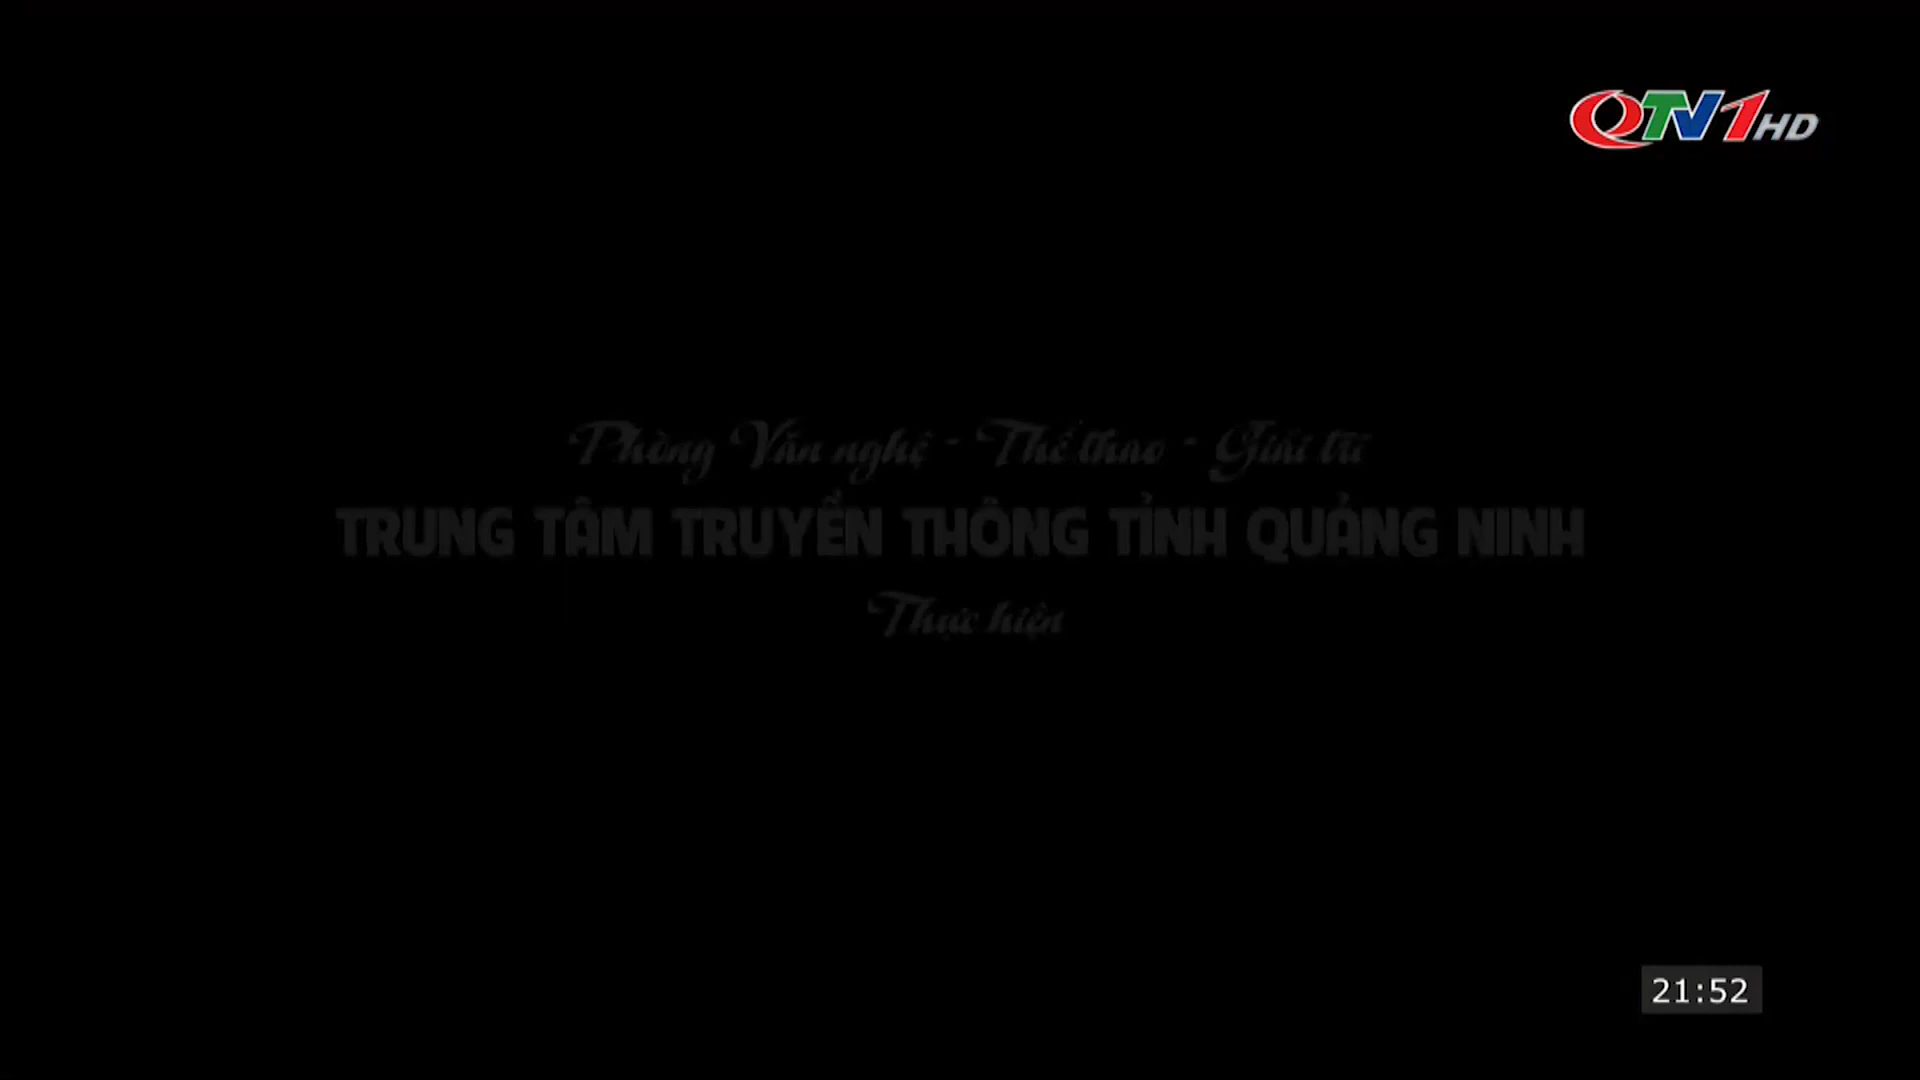 QTV1HD
Phòng Văn nghệ - Thể thao - Giải trí
TRUNG TÂM TRUYỀN THÔNG TỈNH QUẢNG NINH
Thực hiện
21:52